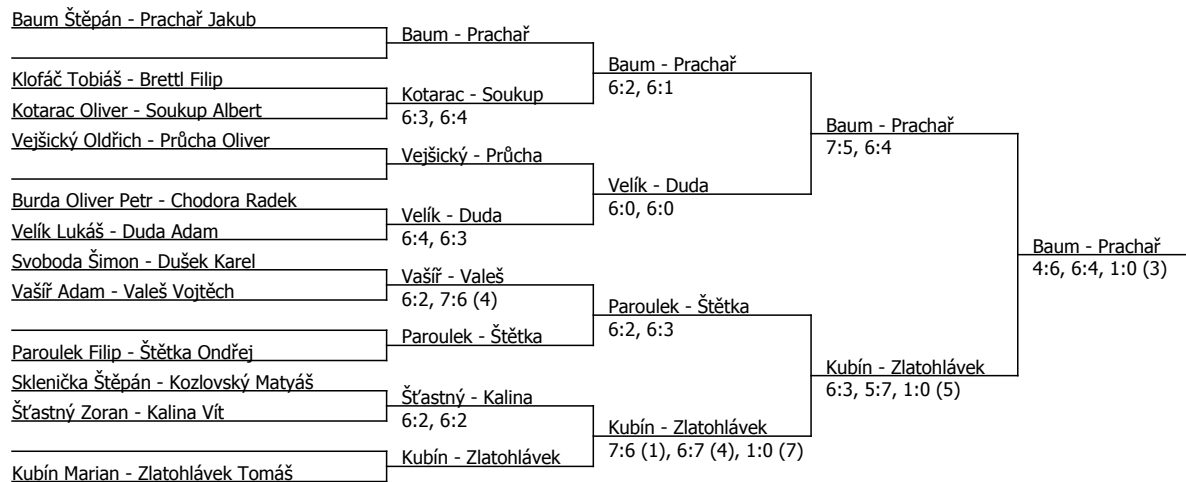 Baum Štěpán - Prachař Jakub
Klofáč Tobiáš - Brettl Filip
Kotarac Oliver - Soukup Albert
Vejšický Oldřich - Průcha Oliver
Burda Oliver Petr - Chodora Radek
Velík Lukáš - Duda Adam
Svoboda Šimon - Dušek Karel
Vašíř Adam - Valeš Vojtěch
Paroulek Filip - Štětka Ondřej
Sklenička Štěpán - Kozlovský Matyáš
Šťastný Zoran - Kalina Vít
Kubín Marian - Zlatohlávek Tomáš
Baum - Prachař
Kotarac - Soukup
6:3, 6:4
Vejšický - Průcha
Velík - Duda
6:4, 6:3
Vašíř - Valeš
6:2, 7:6 (4)
Paroulek - Štětka
Šťastný - Kalina
6:2, 6:2
Kubín - Zlatohlávek
Baum - Prachař
6:2, 6:1
Velík - Duda
6:0, 6:0
Paroulek - Štětka
6:2, 6:3
Kubín - Zlatohlávek
7:6 (1), 6:7 (4), 1:0 (7)
Baum - Prachař
7:5, 6:4
Kubín - Zlatohlávek
6:3, 5:7, 1:0 (5)
Baum - Prachař
4:6, 6:4, 1:0 (3)